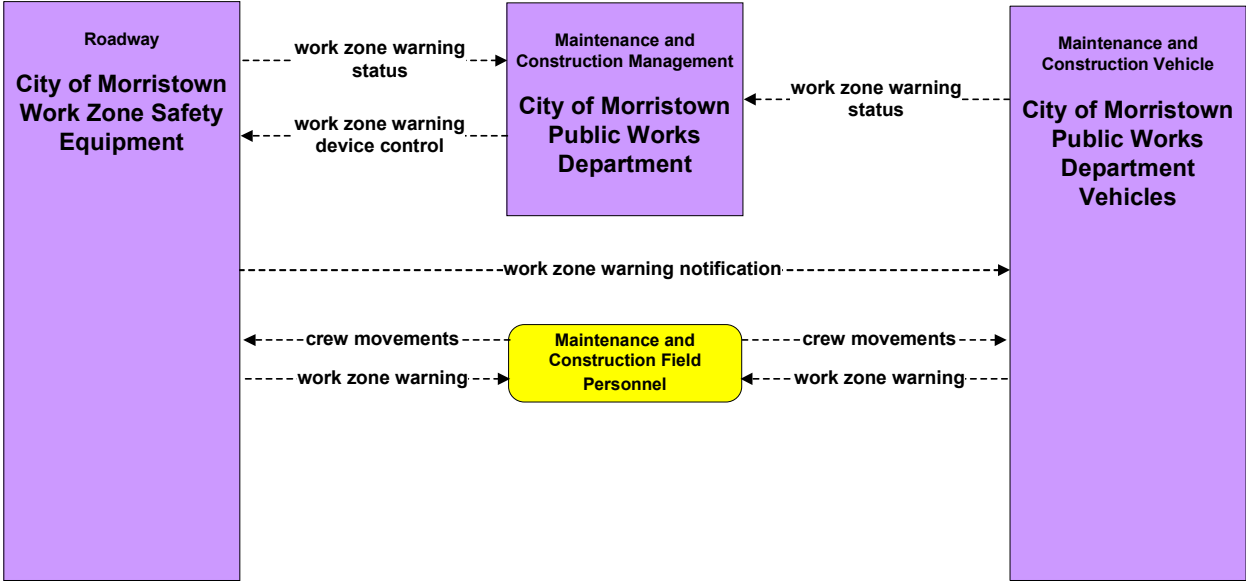 Roadway
City of Morristown
Work Zone Safety
Equipment
work zone warning
status
work zone warning
device control
Maintenance and
Construction Management
City of Morristown
Public Works
Department
work zone warning
status
Maintenance and
Construction Vehicle
City of Morristown
Public Works
Department
Vehicles
work zone warning notification
crew movements
work zone warning
Maintenance and
Construction Field
Personnel
crew movements
work zone warning